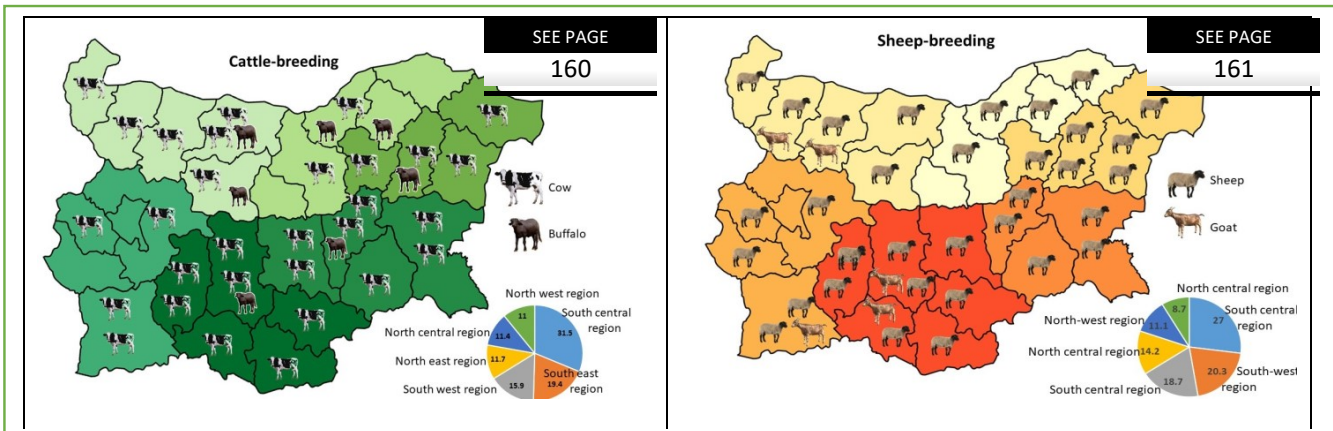 SEE PAGE
160
Cattle-breeding
Cow
Buffalo
North west region
11
South central
region
31.5
North central region
11.4
North east region
11.7
South east
region
19.4
South west region
15.9
SEE PAGE
161
Sheep-breeding
Sheep
Goat
North central region
8.7
South central
region
27
North-west region
11.1
North central region
14.2
South-west
region
20.3
South central region
18.7